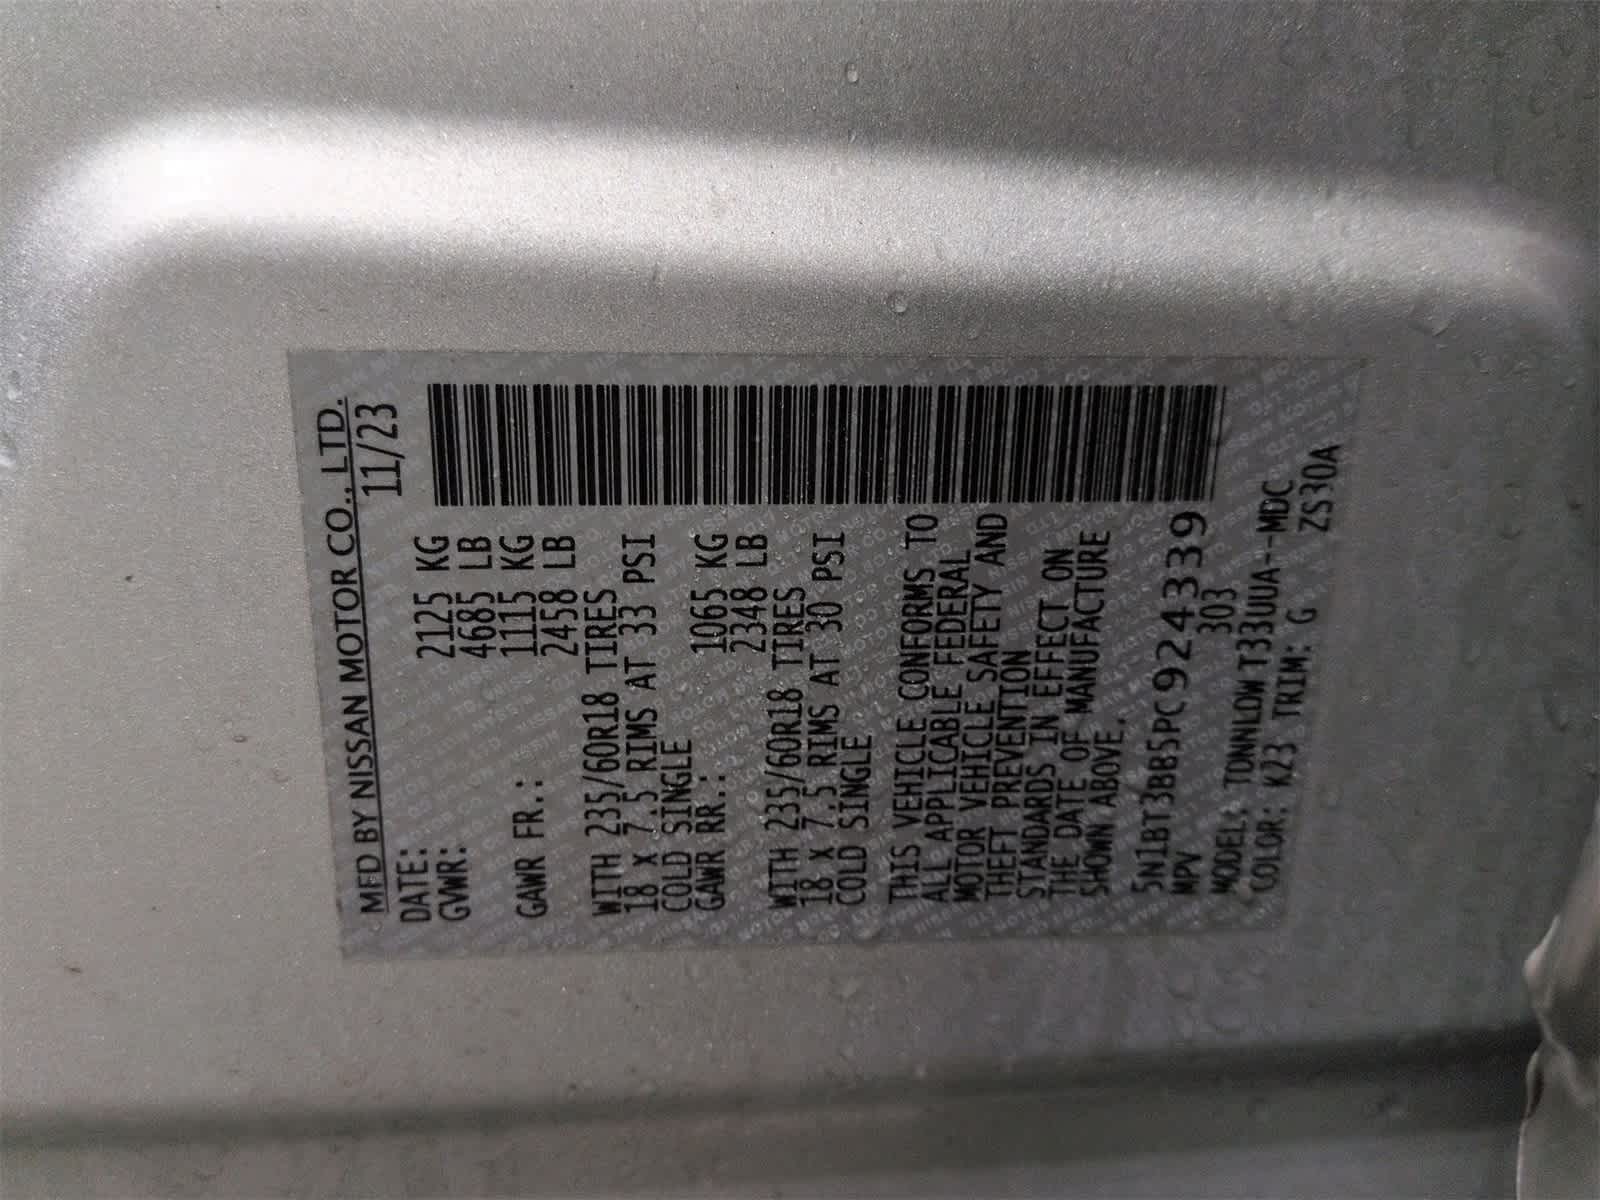 MFD BY NISSAN MOTOR CO., LTD.
DATE: 11/23
GVWR: 2125 KG
4685 LB
GAWR FR.: 1115 KG
2458 LB
WITH 235/60R18 TIRES
18 X 7.5 RIMS AT 33 PSI
COLD SINGLE
GAWR RR.: 1065 KG
2348 LB
WITH 235/60R18 TIRES
18 X 7.5 RIMS AT 30 PSI
COLD SINGLE
THIS VEHICLE CONFORMS TO
ALL APPLICABLE FEDERAL
MOTOR VEHICLE SAFETY AND
THEFT PREVENTION
STANDARDS IN EFFECT ON
THE DATE OF MANUFACTURE
SHOWN ABOVE.
5N1BT3BB5PC924339
MPV 303
MODEL: TONNLOW T33UUA--MDC
COLOR: K23 TRIM: G ZS30A